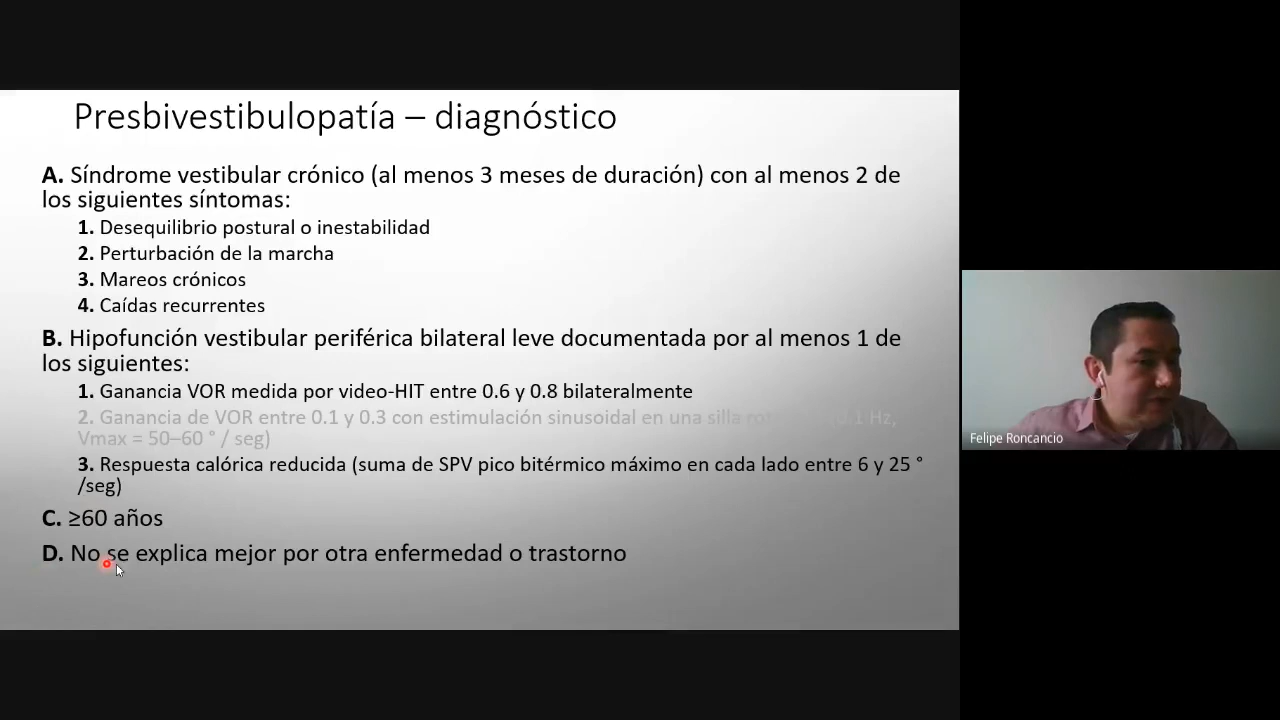 Presbivestibulopatía – diagnóstico
A. Síndrome vestibular crónico (al menos 3 meses de duración) con al menos 2 de
los siguientes síntomas:
1. Desequilibrio postural o inestabilidad
2. Perturbación de la marcha
3. Mareos crónicos
4. Caídas recurrentes
B. Hipofunción vestibular periférica bilateral leve documentada por al menos 1 de
los siguientes:
1. Ganancia VOR medida por video-HIT entre 0.6 y 0.8 bilateralmente
2. Ganancia de VOR entre 0.1 y 0.3 con estimulación sinusoidal en una silla (0.1 Hz,
Vmax = 50–60 ° / seg)
3. Respuesta calórica reducida (suma de SPV pico bitérmico máximo en cada lado entre 6 y 25 °
/seg)
C. ≥60 años
D. No se explica mejor por otra enfermedad o trastorno
Felipe Roncancio